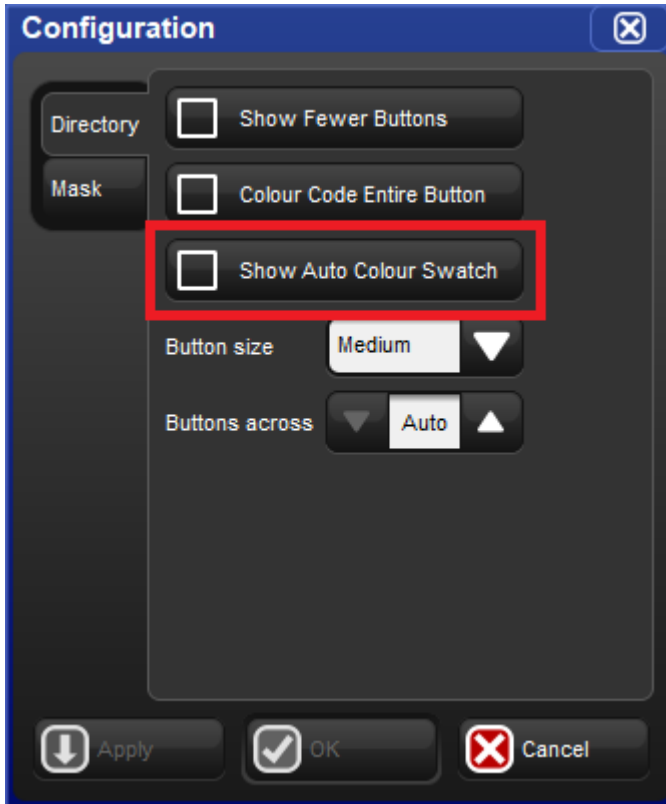 Configuration
Directory
Mask
Show Fewer Buttons
Colour Code Entire Button
Show Auto Colour Swatch
Button size
Medium
Buttons across
Auto
Apply
OK
Cancel